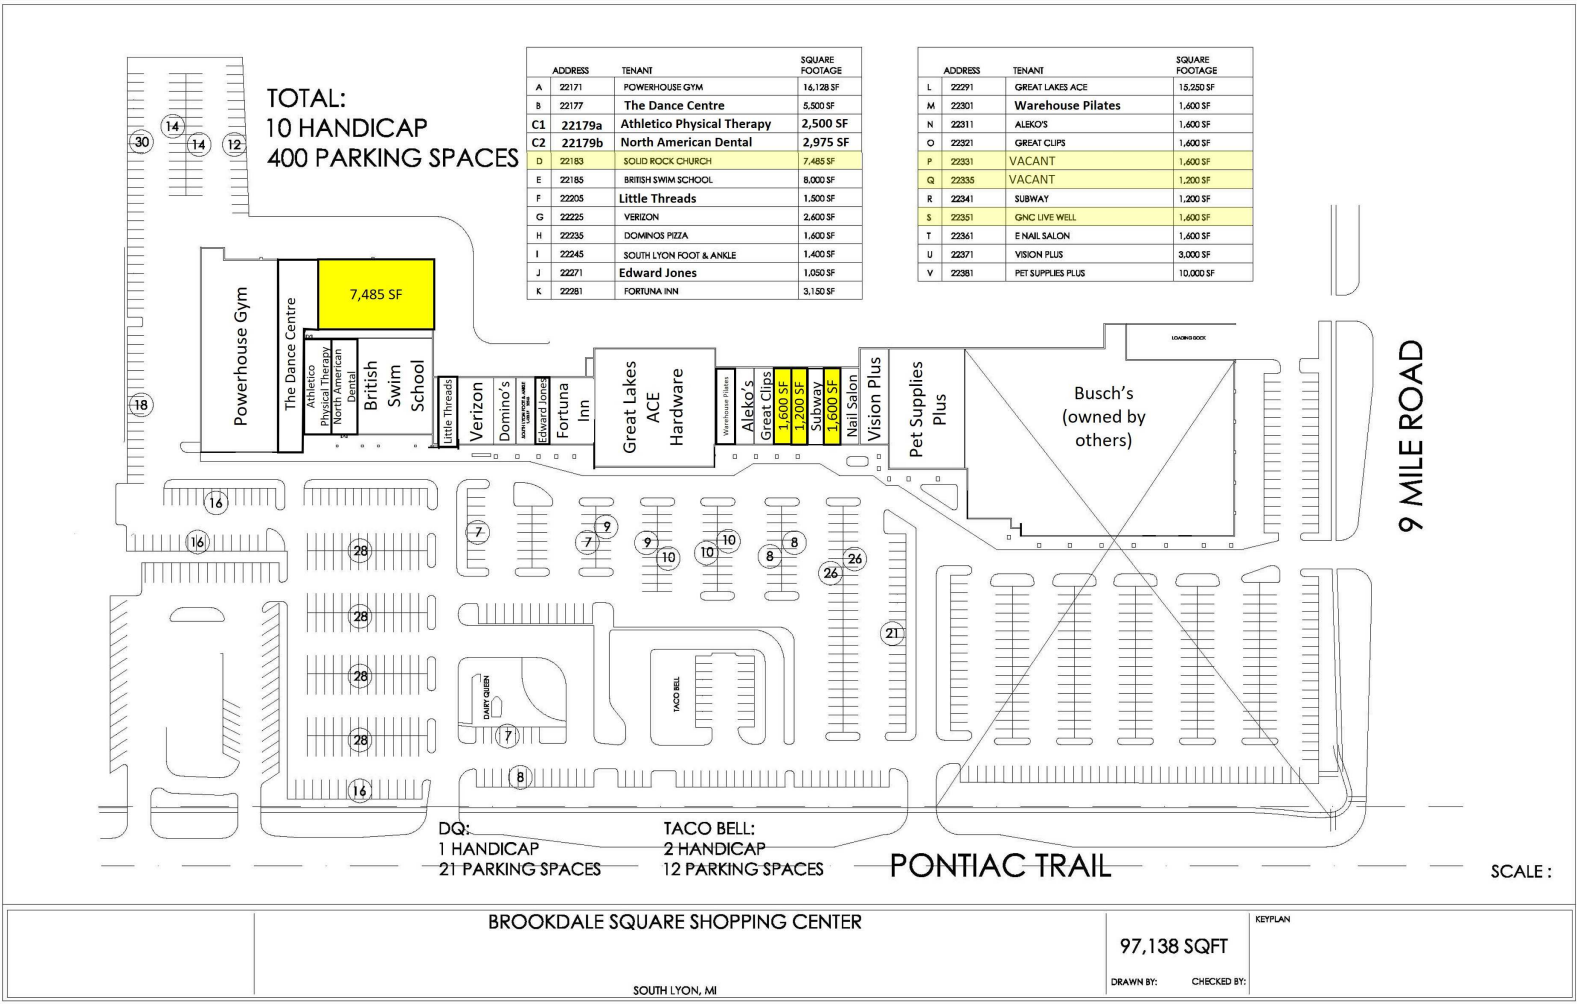 TOTAL:
10 HANDICAP
400 PARKING SPACES
ADDRESS TENANT SQUARE FOOTAGE
A 22171 POWERHOUSE GYM 16,128 SF
B 22177 The Dance Centre 5,500 SF
C1 22179a Athletico Physical Therapy 2,500 SF
C2 22179b North American Dental 2,975 SF
D 22183 SOLID ROCK CHURCH 7,485 SF
E 22185 BRITISH SWIM SCHOOL 8,000 SF
F 22205 Little Threads 1,500 SF
G 22225 VERIZON 2,600 SF
H 22235 DOMINOS PIZZA 1,600 SF
I 22245 SOUTH LYON FOOT & ANKLE 1,400 SF
J 22271 Edward Jones 1,050 SF
K 22281 FORTUNA INN 3,150 SF
ADDRESS TENANT SQUARE FOOTAGE
L 22291 GREAT LAKES ACE 15,250 SF
M 22301 Warehouse Pilates 1,600 SF
N 22311 ALEKO'S 1,600 SF
O 22321 GREAT CLIPS 1,600 SF
P 22331 VACANT 1,600 SF
Q 22335 VACANT 1,200 SF
R 22341 SUBWAY 1,200 SF
S 22351 GNC LIVE WELL 1,600 SF
T 22361 E NAIL SALON 1,600 SF
U 22371 VISION PLUS 3,000 SF
V 22381 PET SUPPLIES PLUS 10,000 SF
30
14
14
12
18
Powerhouse Gym
The Dance Centre
7,485 SF
Athletico
Physical Therapy
North American
Dental
British
Swim
School
Little Threads
Verizon
Domino's
SOUTH LYON FOOT & ANKLE
Edward Jones
Fortuna
Inn
Great Lakes
ACE
Hardware
Warehouse Pilates
Aleko's
Great Clips
1,600 SF
1,200 SF
Subway
1,600 SF
Nail Salon
Vision Plus
Pet Supplies
Plus
Busch's
(owned by
others)
LOADING DOCK
9 MILE ROAD
16
16
28
28
28
28
16
7
7
9
9
10
10
10
8
8
26
26
21
DAIRY QUEEN
7
8
TACO BELL
DQ:
1 HANDICAP
21 PARKING SPACES
TACO BELL:
2 HANDICAP
12 PARKING SPACES
PONTIAC TRAIL
SCALE :
BROOKDALE SQUARE SHOPPING CENTER
SOUTH LYON, MI
97,138 SQFT
DRAWN BY: CHECKED BY:
KEYPLAN